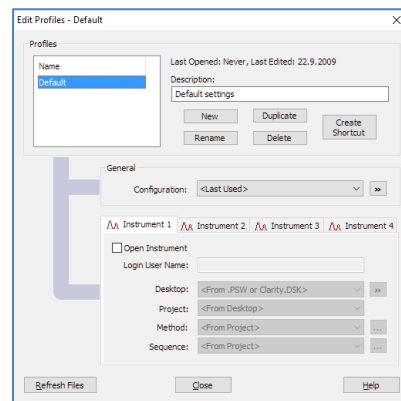 Edit Profiles - Default
Profiles
Name
Default
Last Opened: Never, Last Edited: 22.9.2009
Description:
Default settings
New Duplicate Create Shortcut
Rename Delete
General
Configuration: <Last Used> »
Instrument 1 Instrument 2 Instrument 3 Instrument 4
Open Instrument
Login User Name:
Desktop: <From .PSW or Clarity.DSK> »
Project: <From Desktop>
Method: <From Project> ...
Sequence: <From Project> ...
Refresh Files Close Help